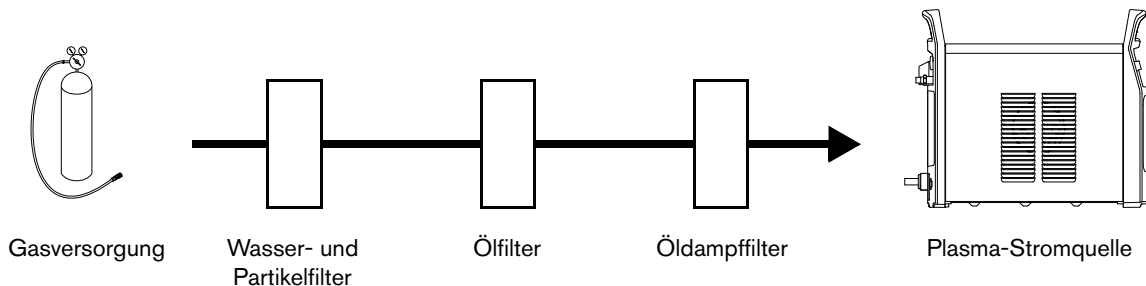 Gasversorgung
Wasser- und
Partikelfilter
Ölfilter
Öldampffilter
Plasma-Stromquelle